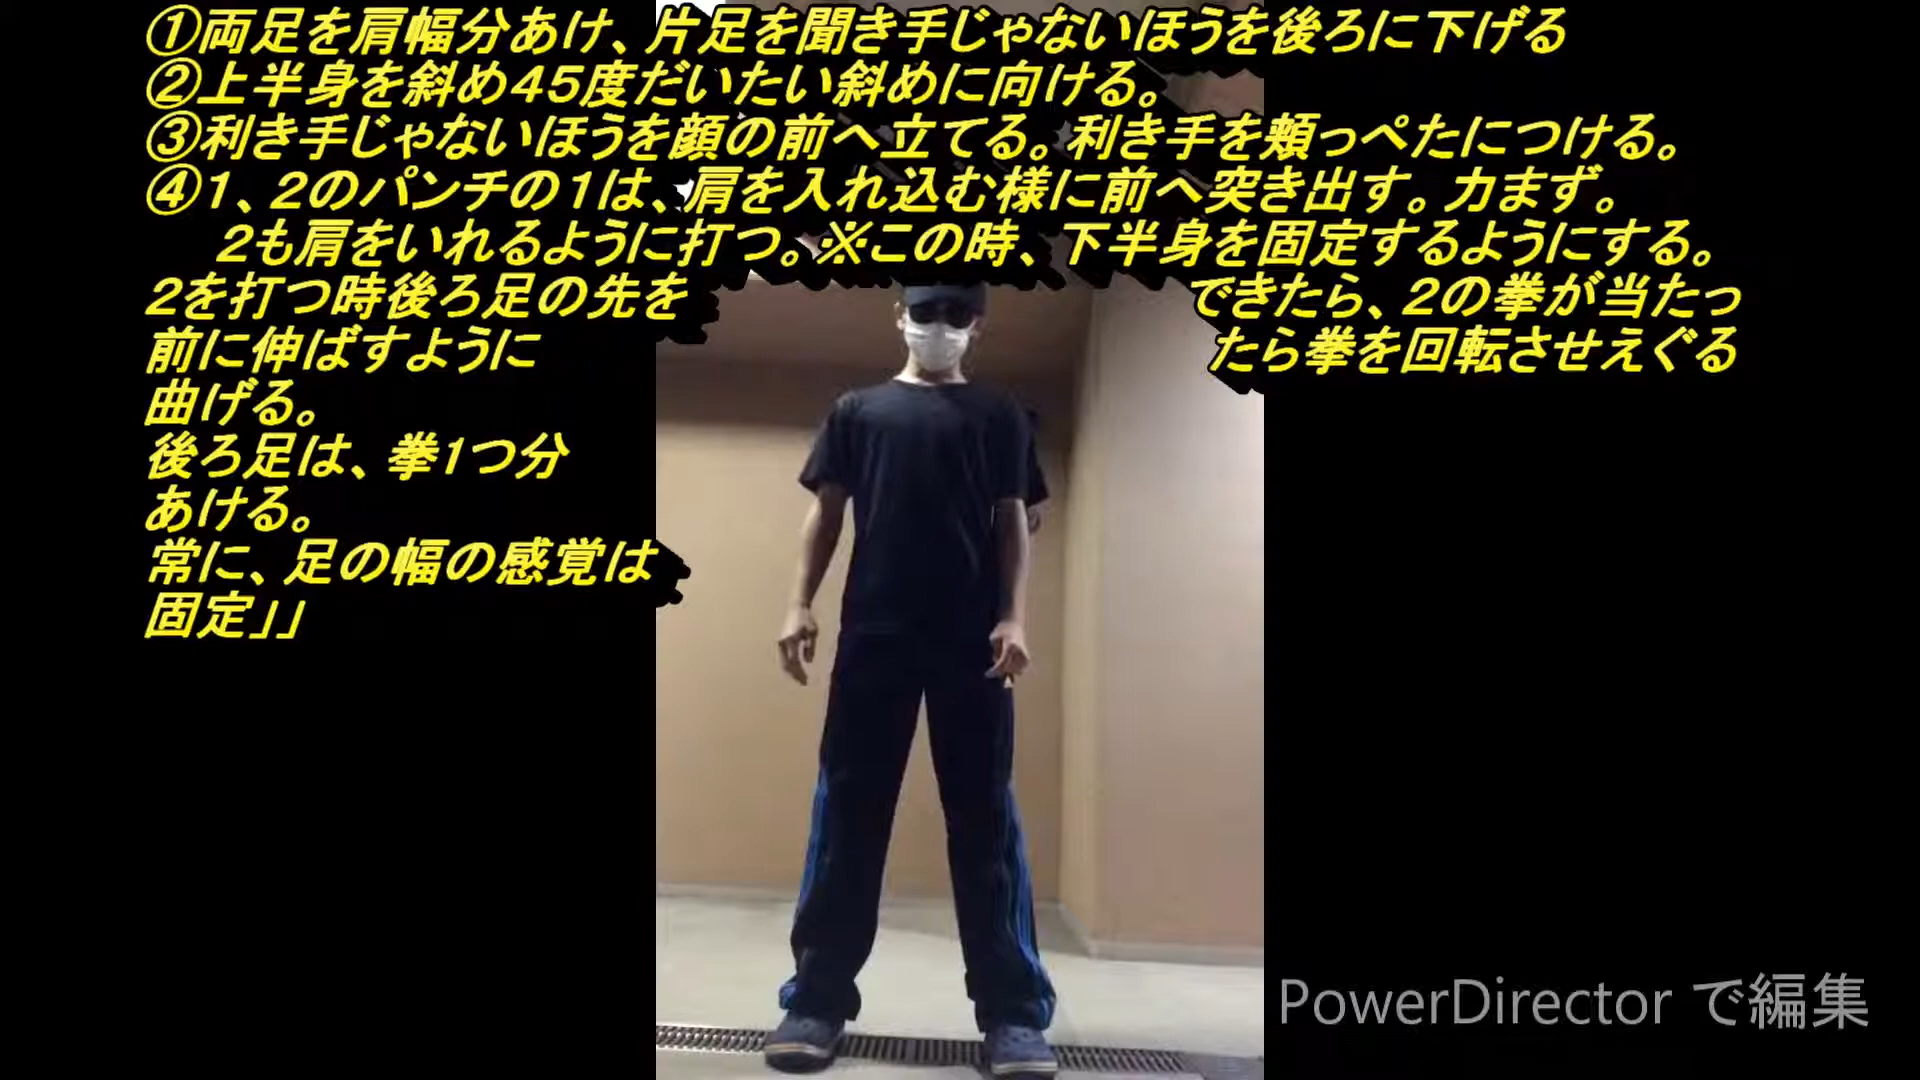 ①両足を肩幅分あけ、片足を聞き手じゃないほうを後ろに下げる
②上半身を斜め45度だいたい斜めに向ける。
③利き手じゃないほうを顔の前へ立てる。利き手を頬っぺたにつける。
④1、2のパンチの1は、肩を入れ込む様に前へ突き出す。力まず。
2も肩をいれるように打つ。※この時、下半身を固定するようにする。
2を打つ時後ろ足の先を
前に伸ばすように
曲げる。
後ろ足は、拳1つ分
あける。
常に、足の幅の感覚は
固定」」
できたら、2の拳が当たっ
たら拳を回転させえぐる
PowerDirector で編集